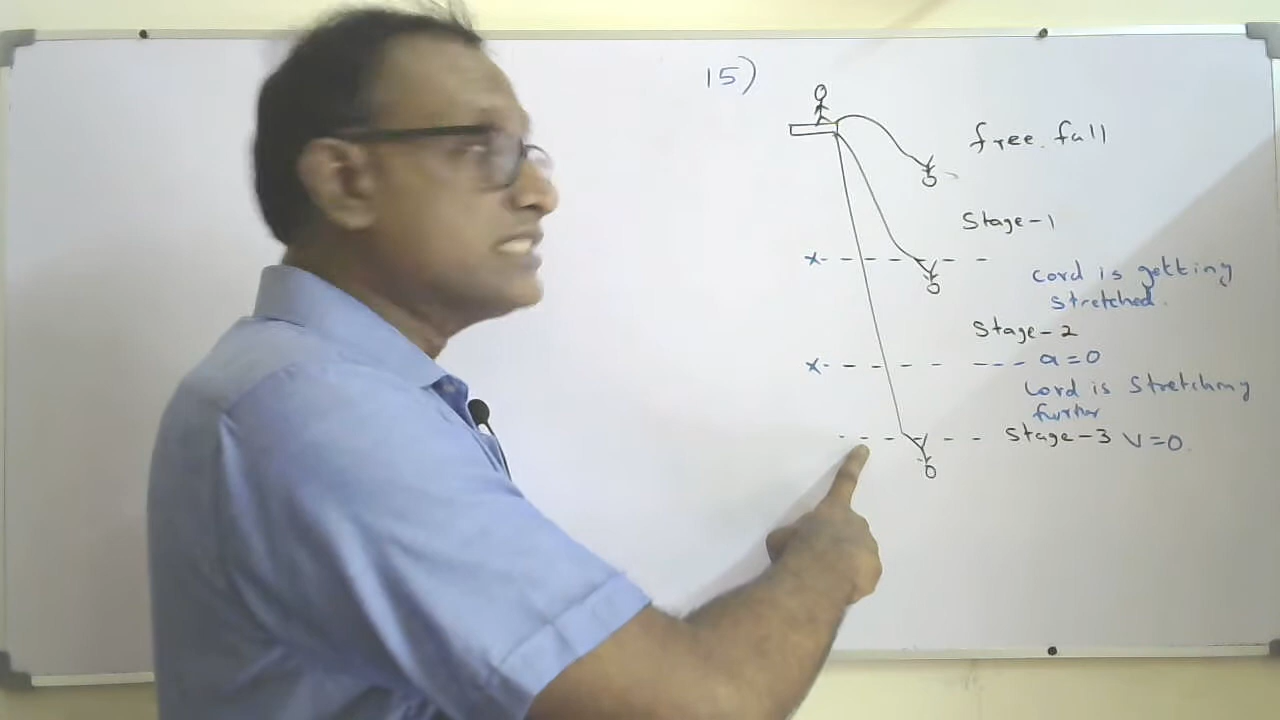 15)
free.fall
Stage-1
x
Cord is getting
stretched.
Stage-2
x a=0
Cord is Stretching
further
Stage-3 v=0.